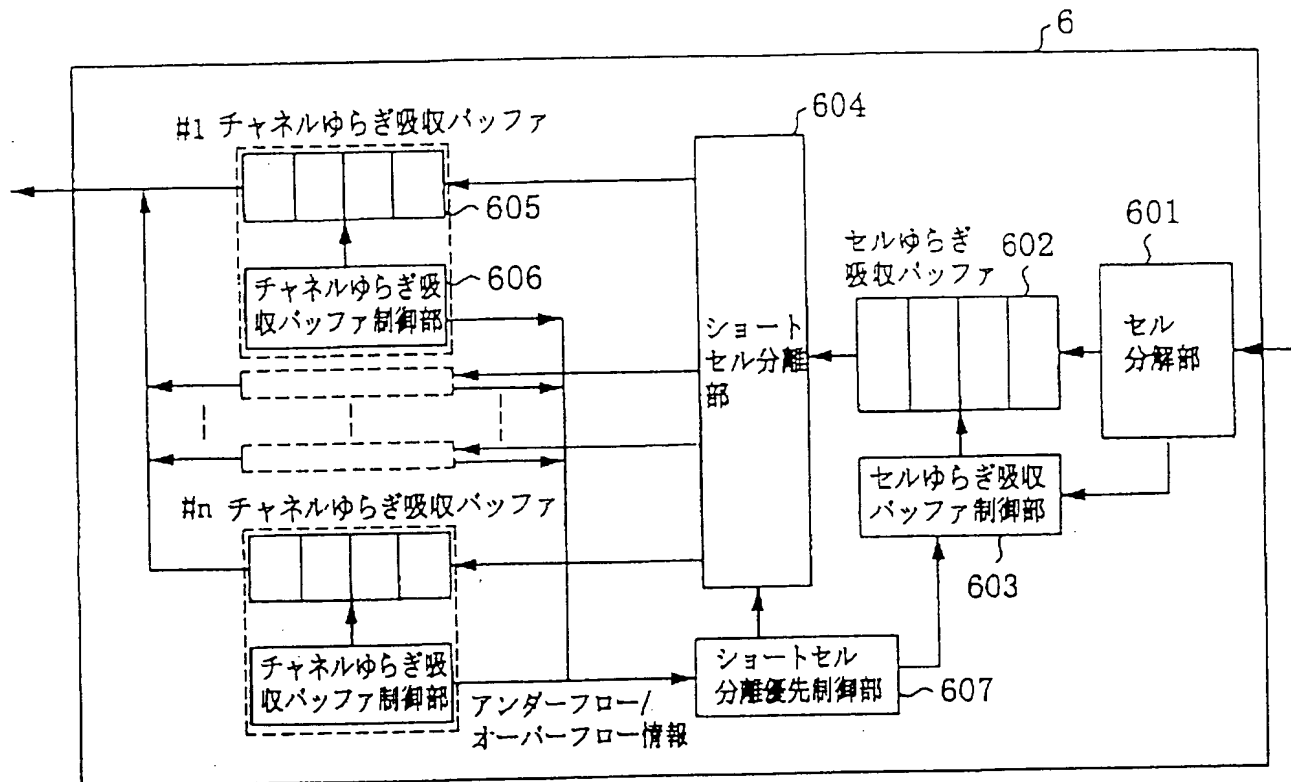 6
#1 チャネルゆらぎ吸収バッファ
604
605
チャネルゆらぎ吸
収バッファ制御部
606
ショート
セル分離
部
セルゆらぎ
吸収バッファ
602
601
セル
分解部
セルゆらぎ吸収
バッファ制御部
603
#n チャネルゆらぎ吸収バッファ
チャネルゆらぎ吸
収バッファ制御部
アンダーフロー/
オーバーフロー情報
ショートセル
分離優先制御部
607